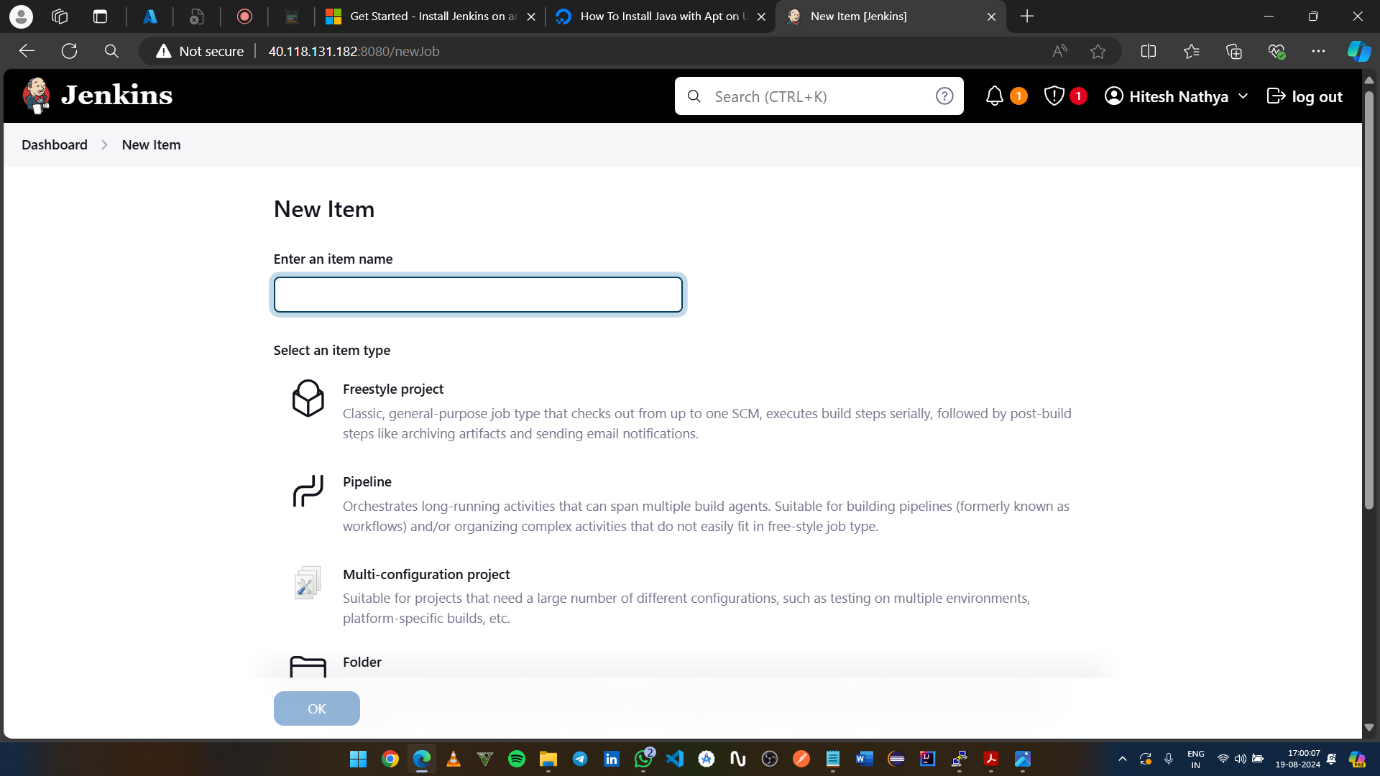 Get Started - Install Jenkins on ar
How To Install Java with Apt on U
New Item [Jenkins]
Not secure
40.118.131.182:8080/newJob
Jenkins
Search (CTRL+K)
1
1
Hitesh Nathya
log out
Dashboard
New Item
New Item
Enter an item name
Select an item type
Freestyle project
Classic, general-purpose job type that checks out from up to one SCM, executes build steps serially, followed by post-build
steps like archiving artifacts and sending email notifications.
Pipeline
Orchestrates long-running activities that can span multiple build agents. Suitable for building pipelines (formerly known as
workflows) and/or organizing complex activities that do not easily fit in free-style job type.
Multi-configuration project
Suitable for projects that need a large number of different configurations, such as testing on multiple environments,
platform-specific builds, etc.
Folder
OK
2
ENG
IN
17:00:07
19-08-2024